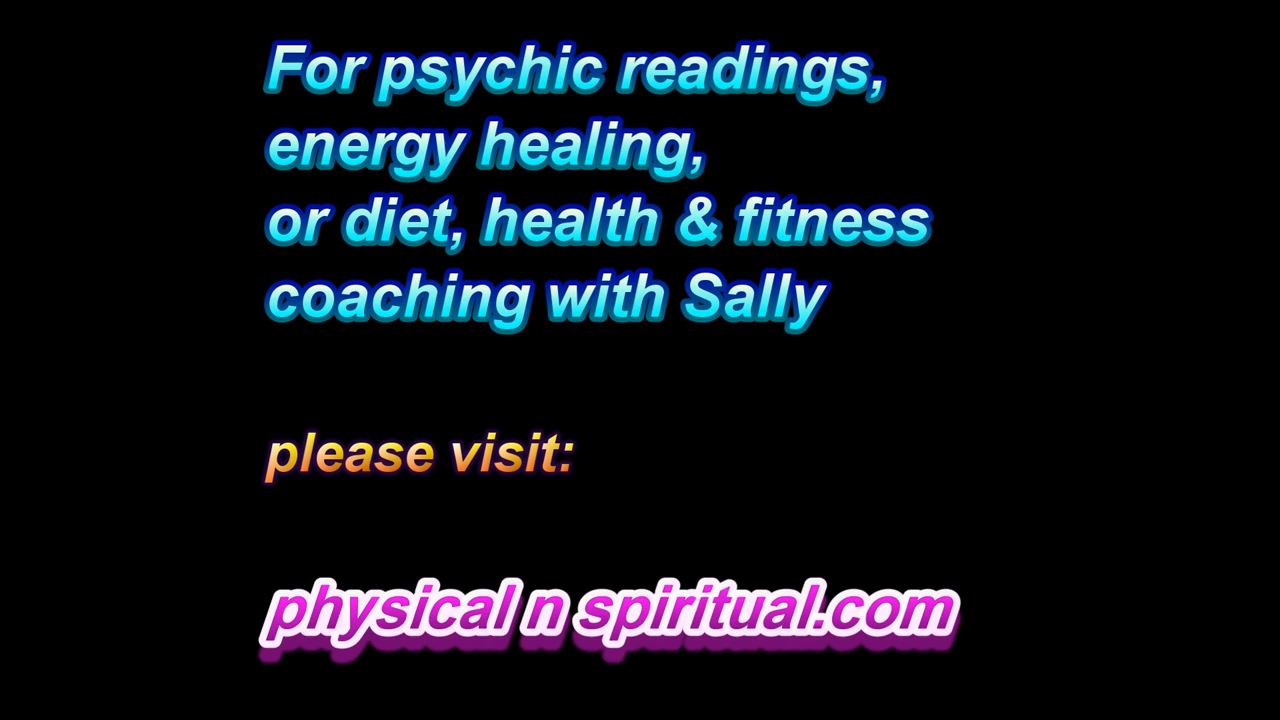 For psychic readings,
energy healing,
or diet, health & fitness
coaching with Sally
please visit:
physical n spiritual.com